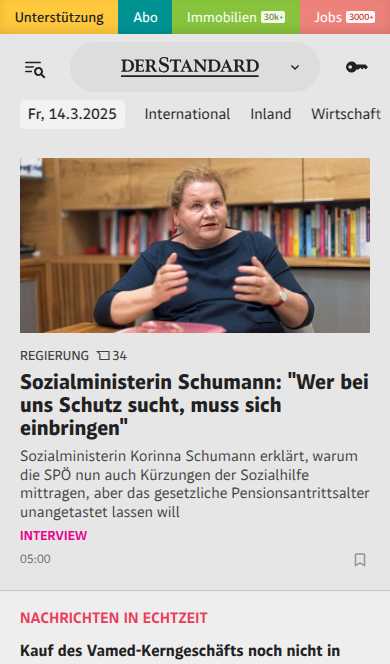 Unterstützung Abo Immobilien 30k+ Jobs 3000+
DERSTANDARD
Fr, 14.3.2025 International Inland Wirtschaft
REGIERUNG 34
Sozialministerin Schumann: "Wer bei
uns Schutz sucht, muss sich
einbringen"
Sozialministerin Korinna Schumann erklärt, warum
die SPÖ nun auch Kürzungen der Sozialhilfe
mittragen, aber das gesetzliche Pensionsantrittsalter
unangetastet lassen will
INTERVIEW
05:00
NACHRICHTEN IN ECHTZEIT
Kauf des Vamed-Kerngeschäfts noch nicht in